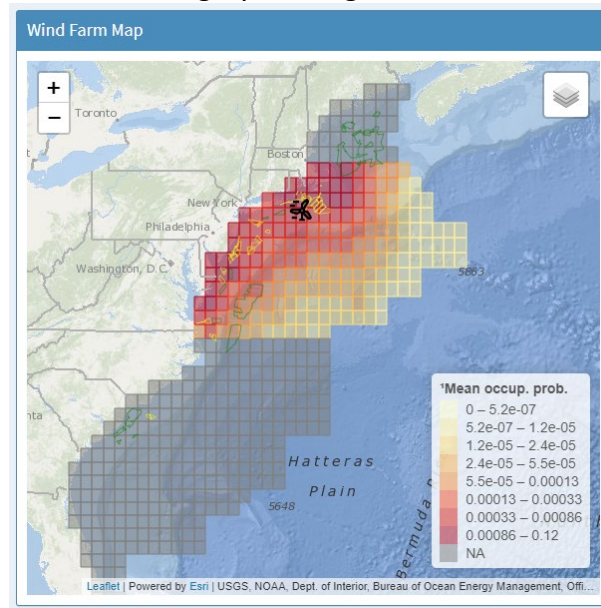 Wind Farm Map
+
−
Toronto
Boston
New York
Philadelphia
Washington, D.C.
5863
Hatteras
Plain
5648
Bermuda
¹Mean occup. prob.
0 – 5.2e-07
5.2e-07 – 1.2e-05
1.2e-05 – 2.4e-05
2.4e-05 – 5.5e-05
5.5e-05 – 0.00013
0.00013 – 0.00033
0.00033 – 0.00086
0.00086 – 0.12
NA
Leaflet | Powered by Esri | USGS, NOAA, Dept. of Interior, Bureau of Ocean Energy Management, Offi...